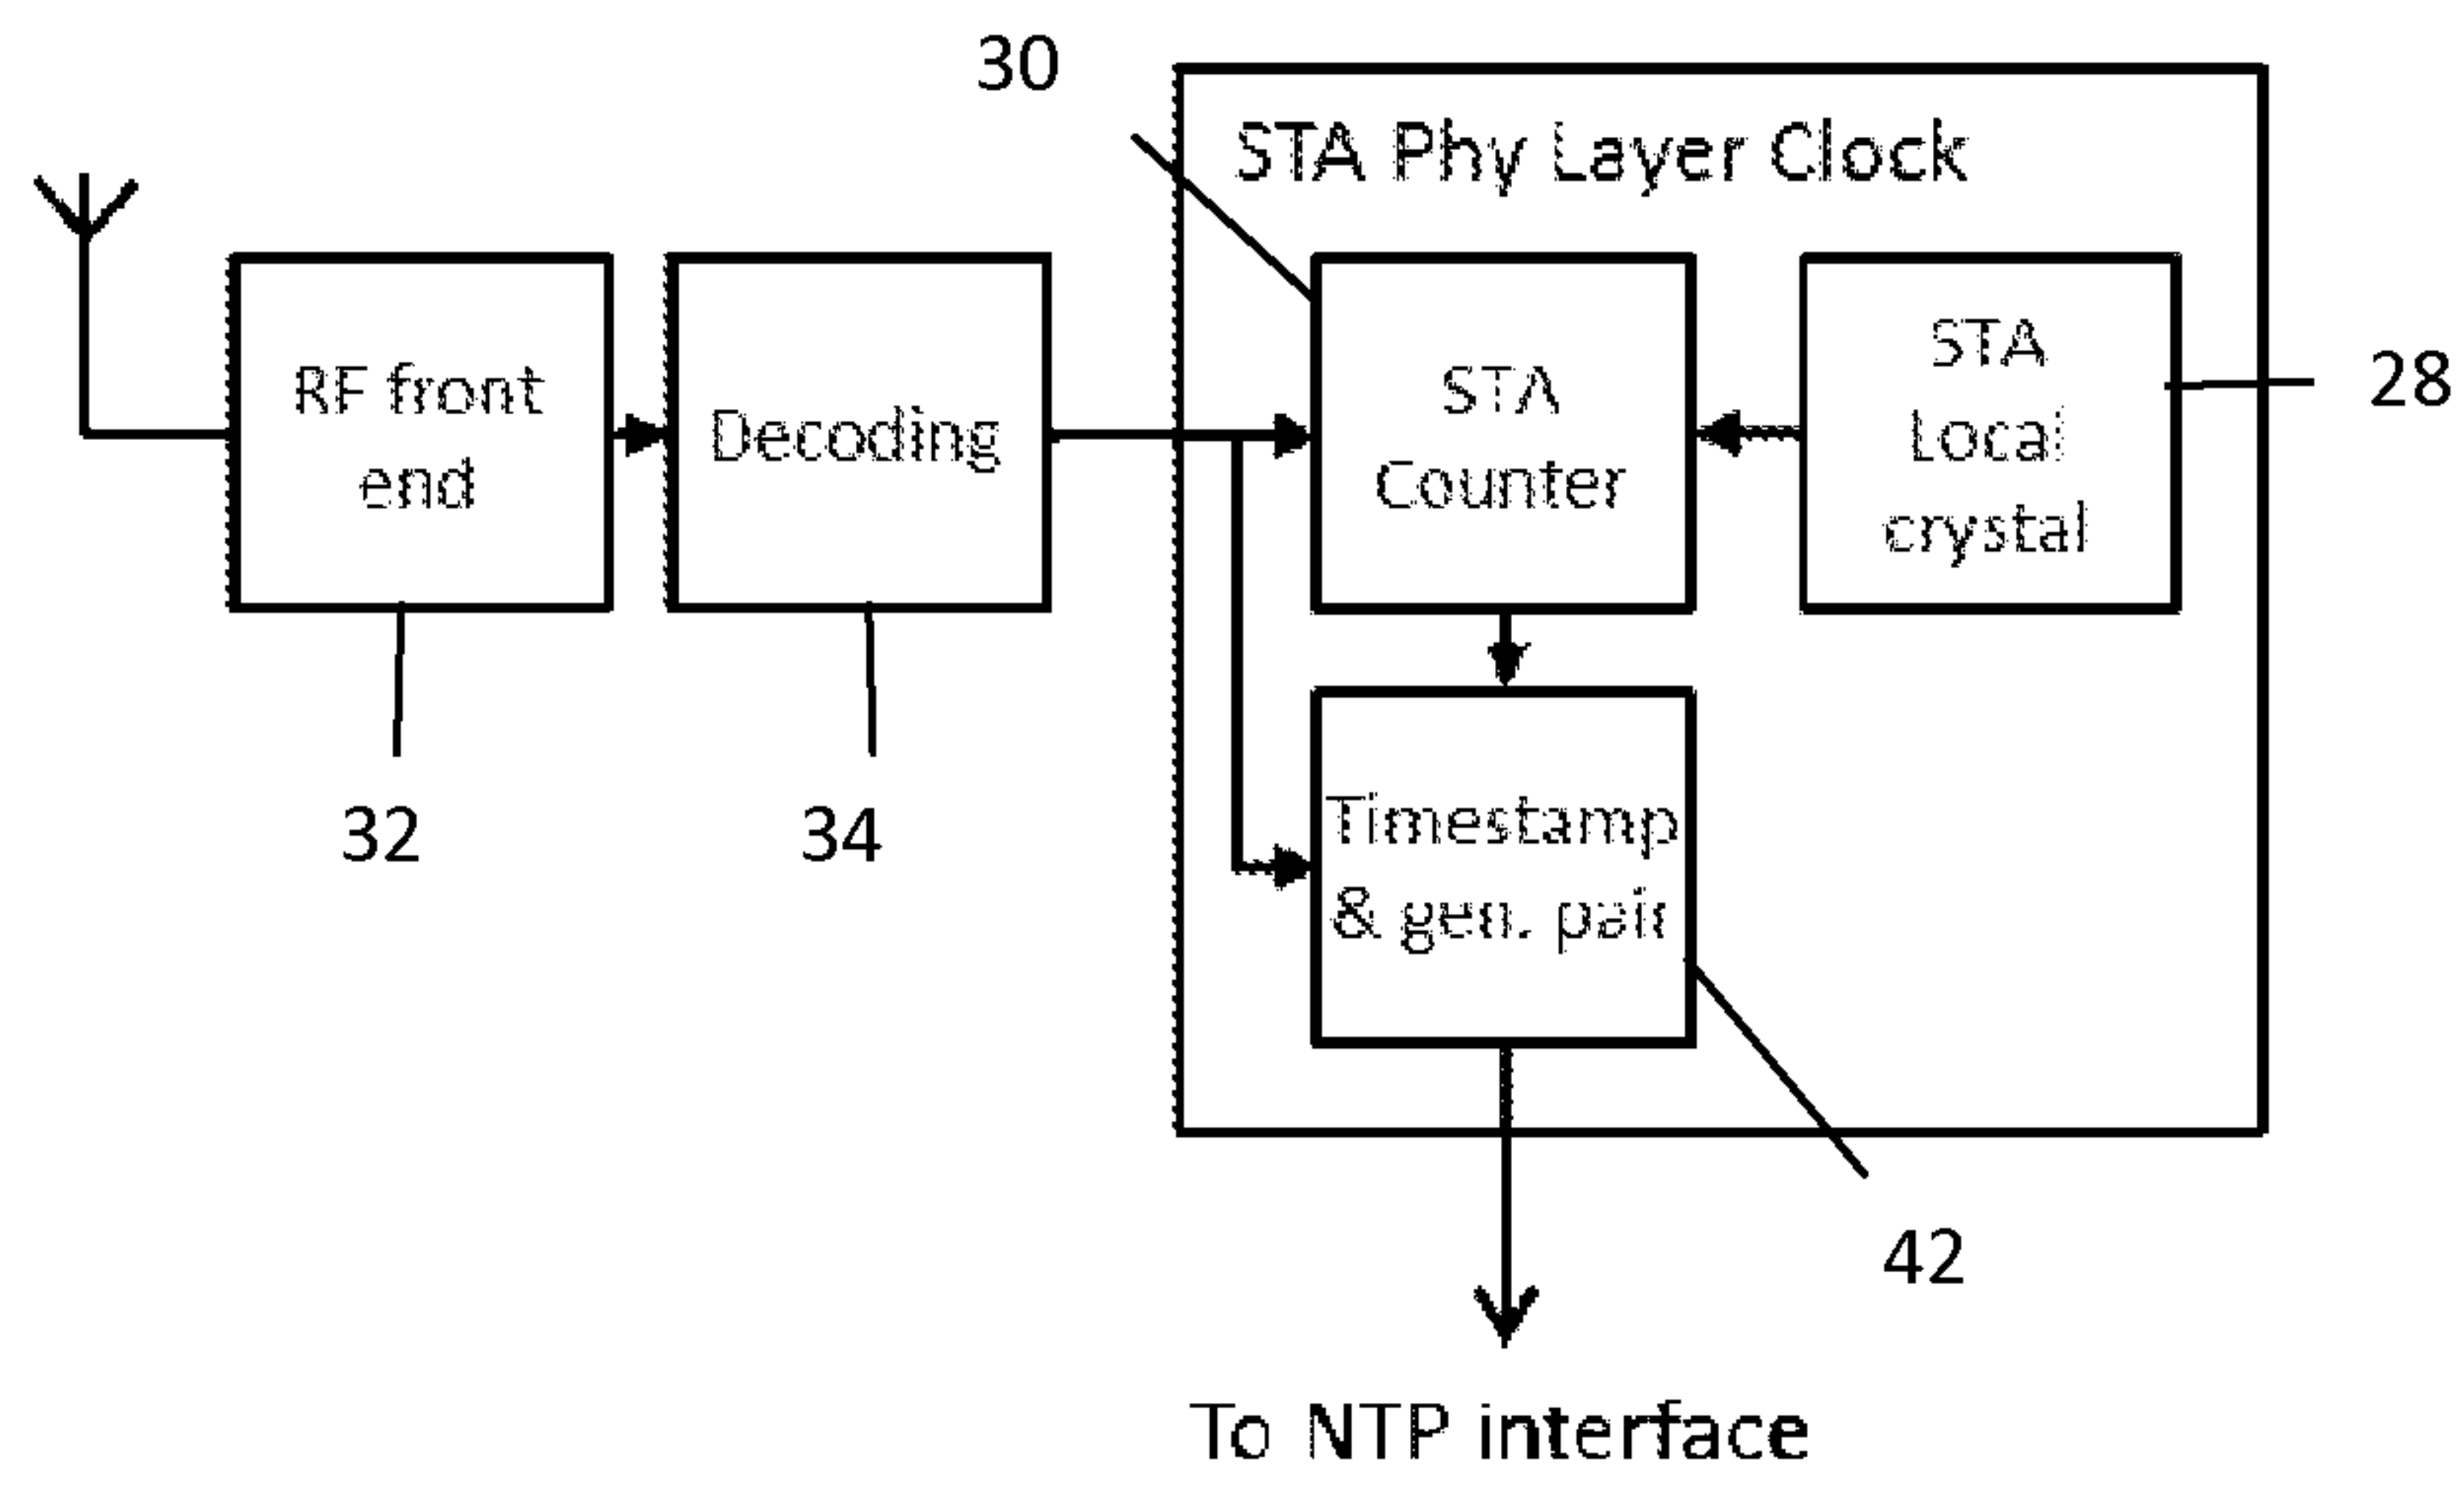 30
STA Phy Layer Clock
RF front
end
Decoding
STA
Counter
STA
Local
crystal
28
32
34
Timestamp
& gen. pair
42
To NTP interface